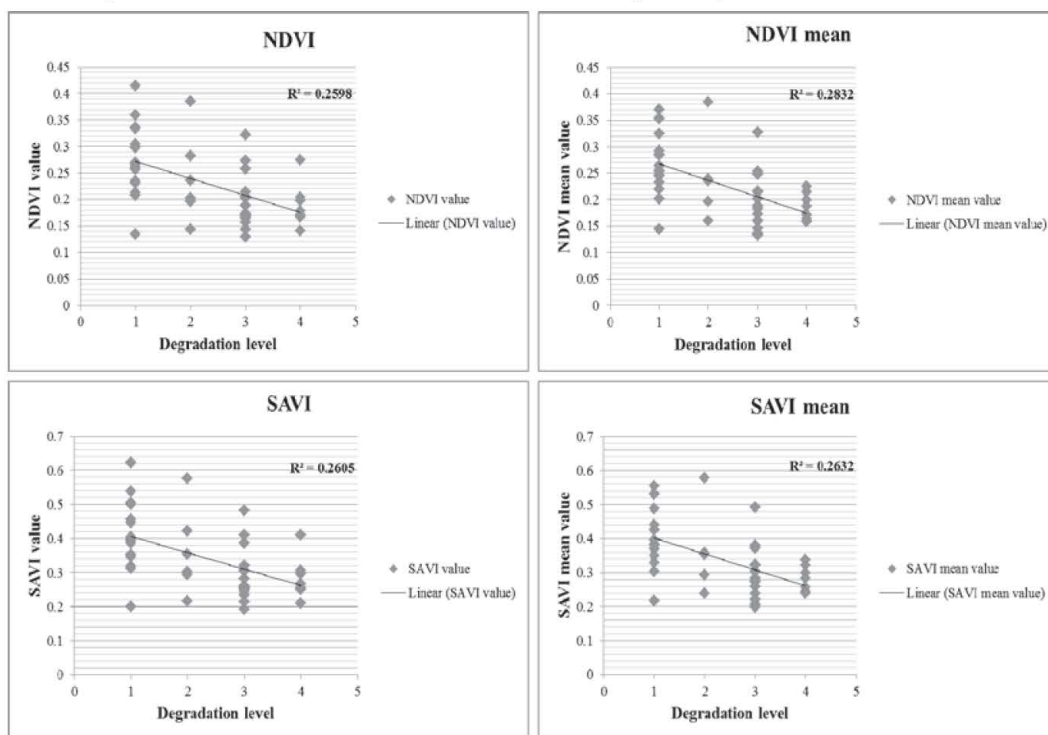 NDVI
R² = 0.2598
NDVI value
0.45
0.4
0.35
0.3
0.25
0.2
0.15
0.1
0.05
0
0 1 2 3 4 5
Degradation level
NDVI value
Linear (NDVI value)
NDVI mean
R² = 0.2832
NDVI mean value
0.45
0.4
0.35
0.3
0.25
0.2
0.15
0.1
0.05
0
0 1 2 3 4 5
Degradation level
NDVI mean value
Linear (NDVI mean value)
SAVI
R² = 0.2605
SAVI value
0.7
0.6
0.5
0.4
0.3
0.2
0.1
0
0 1 2 3 4 5
Degradation level
SAVI value
Linear (SAVI value)
SAVI mean
R² = 0.2632
SAVI mean value
0.7
0.6
0.5
0.4
0.3
0.2
0.1
0
0 1 2 3 4 5
Degradation level
SAVI mean value
Linear (SAVI mean value)